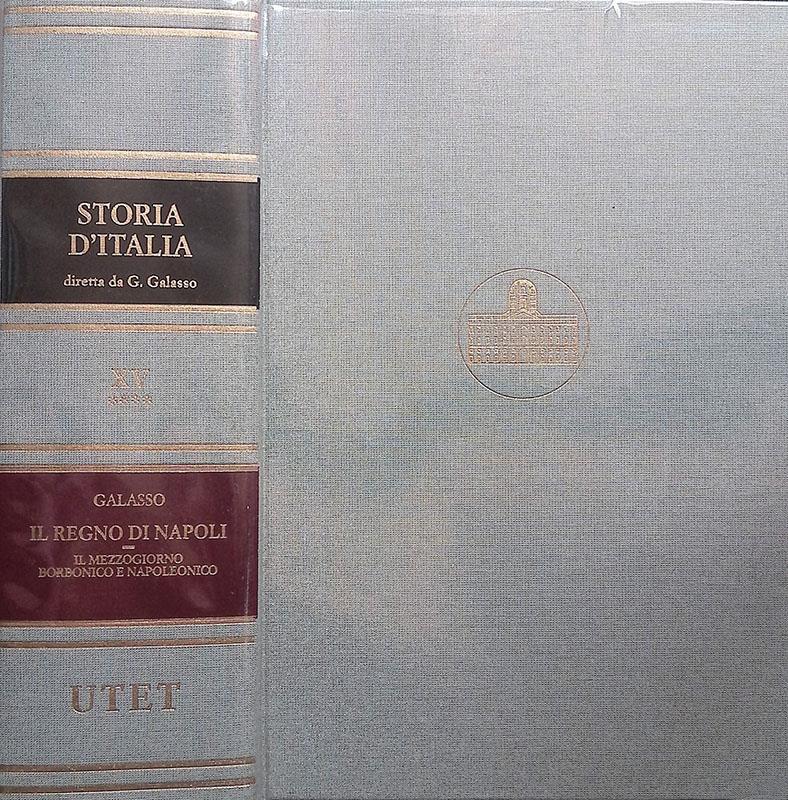 STORIA
D'ITALIA
diretta da G. Galasso
XV
****
GALASSO
IL REGNO DI NAPOLI
IL MEZZOGIORNO
BORBONICO E NAPOLEONICO
UTET